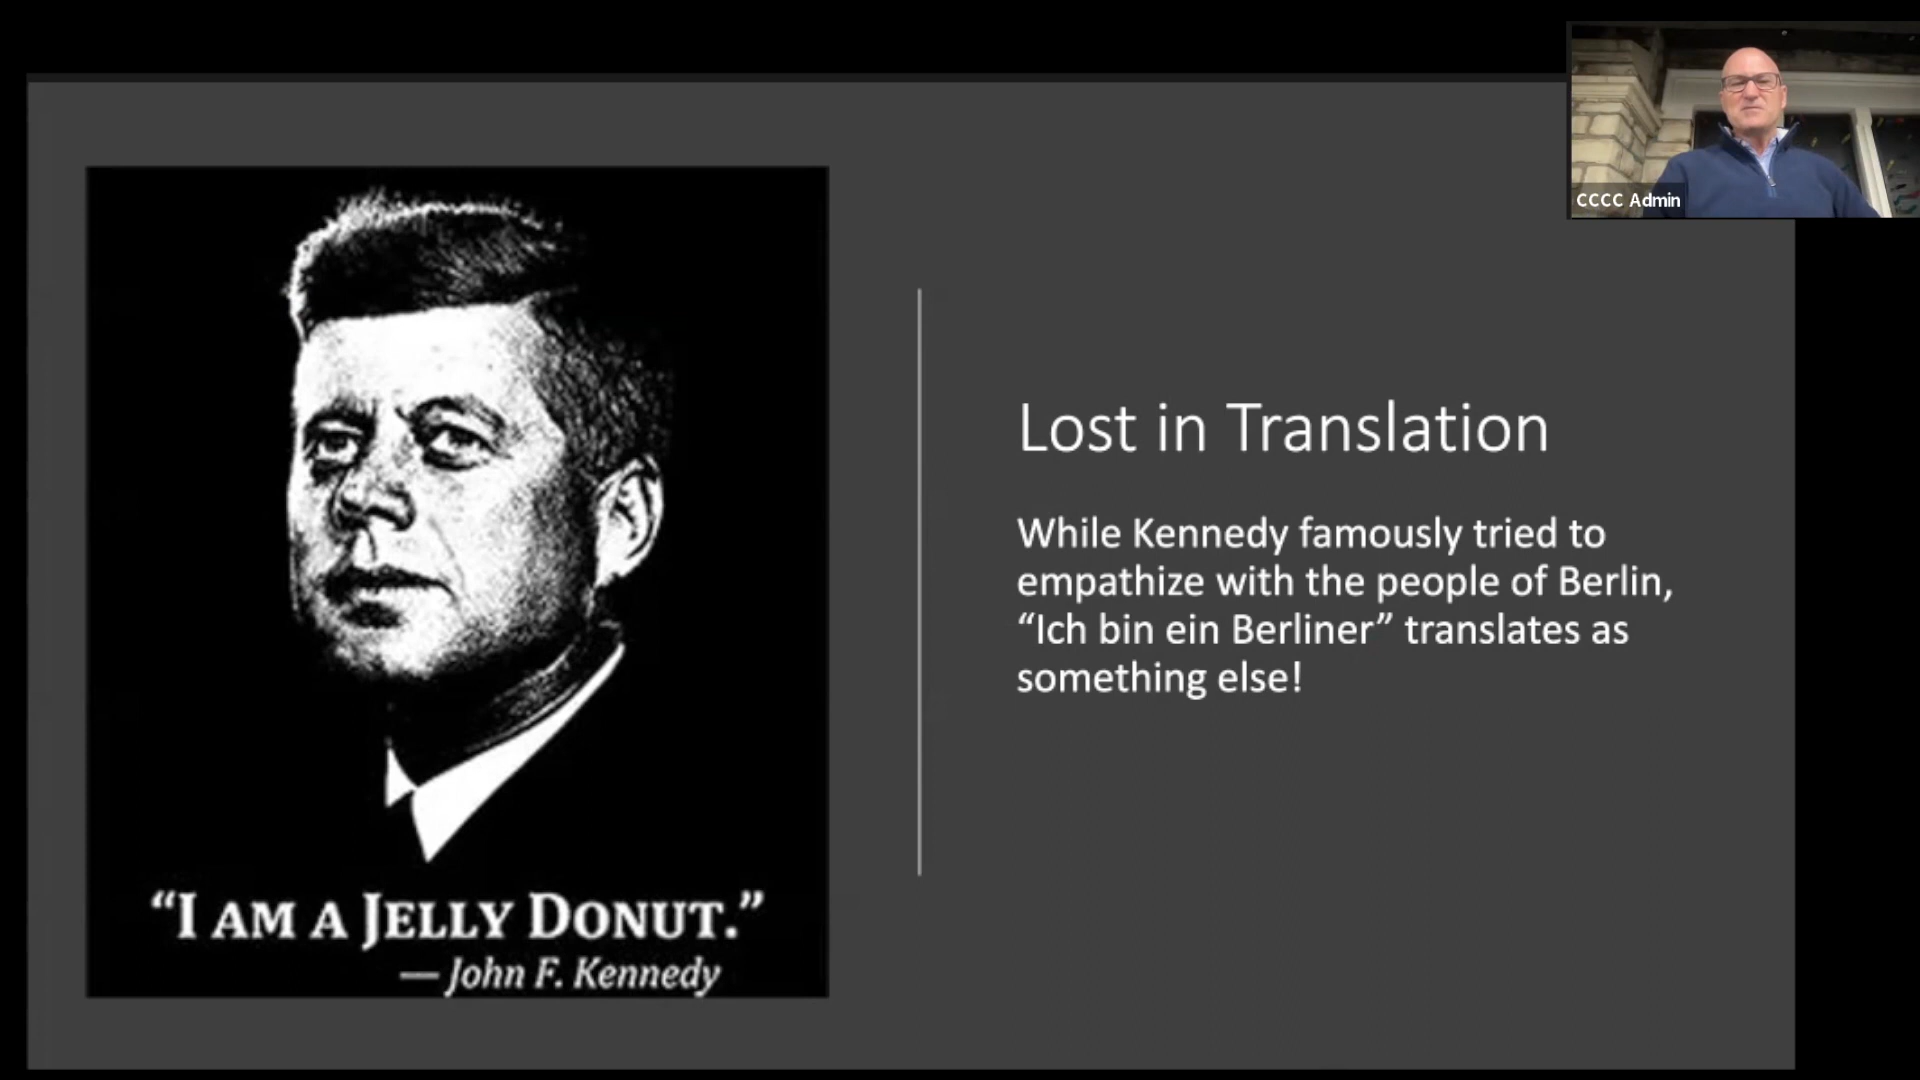 CCCC Admin
Lost in Translation
While Kennedy famously tried to
empathize with the people of Berlin,
“Ich bin ein Berliner” translates as
something else!
“I AM A JELLY DONUT.”
— John F. Kennedy